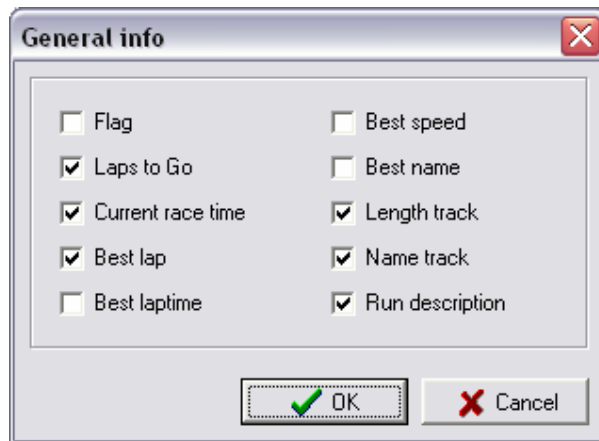 General info
Flag
Laps to Go
Current race time
Best lap
Best laptime
Best speed
Best name
Length track
Name track
Run description
OK
Cancel